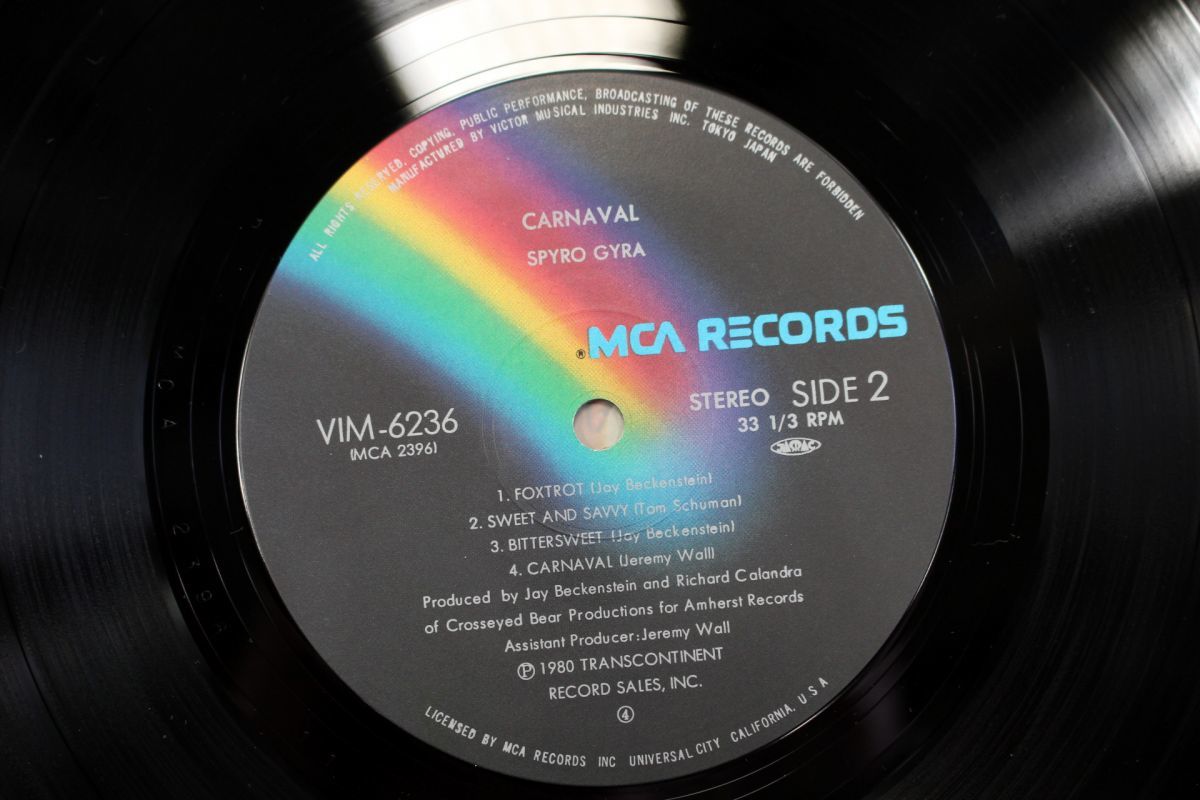 ALL RIGHTS RESERVED. COPYING. PUBLIC PERFORMANCE, BROADCASTING OF THESE RECORDS ARE FORBIDDEN
MANUFACTURED BY VICTOR MUSICAL INDUSTRIES INC. TOKYO JAPAN
CARNAVAL
SPYRO GYRA
® MCA RECORDS
STEREO SIDE 2
33 1/3 RPM
VIM-6236
(MCA 2396)
1. FOXTROT (Jay Beckenstein)
2. SWEET AND SAVVY (Tom Schuman)
3. BITTERSWEET (Jay Beckenstein)
4. CARNAVAL (Jeremy Wall)
Produced by Jay Beckenstein and Richard Calandra
of Crosseyed Bear Productions for Amherst Records
Assistant Producer: Jeremy Wall
Ⓟ 1980 TRANSCONTINENT
RECORD SALES, INC.
④
LICENSED BY MCA RECORDS INC UNIVERSAL CITY CALIFORNIA. U S A